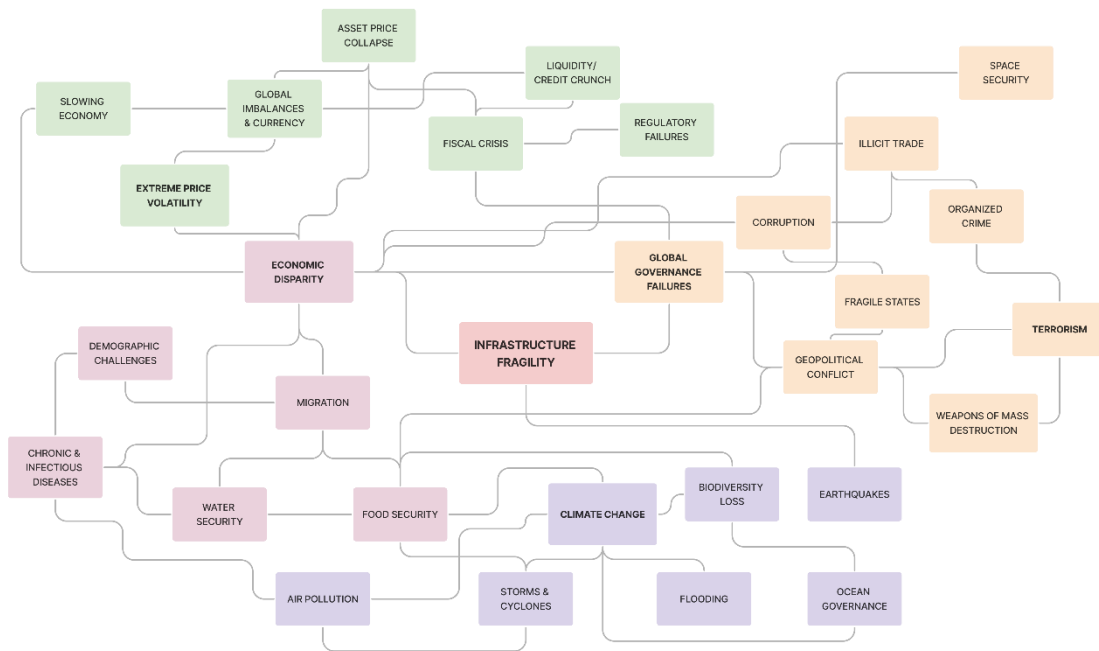 ASSET PRICE
COLLAPSE
LIQUIDITY/
CREDIT CRUNCH
SPACE
SECURITY
SLOWING
ECONOMY
GLOBAL
IMBALANCES
& CURRENCY
FISCAL CRISIS
REGULATORY
FAILURES
ILLICIT TRADE
EXTREME PRICE
VOLATILITY
CORRUPTION
ORGANIZED
CRIME
ECONOMIC
DISPARITY
GLOBAL
GOVERNANCE
FAILURES
FRAGILE STATES
TERRORISM
DEMOGRAPHIC
CHALLENGES
INFRASTRUCTURE
FRAGILITY
GEOPOLITICAL
CONFLICT
MIGRATION
WEAPONS OF MASS
DESTRUCTION
CHRONIC &
INFECTIOUS
DISEASES
WATER
SECURITY
FOOD SECURITY
CLIMATE CHANGE
BIODIVERSITY
LOSS
EARTHQUAKES
AIR POLLUTION
STORMS &
CYCLONES
FLOODING
OCEAN
GOVERNANCE